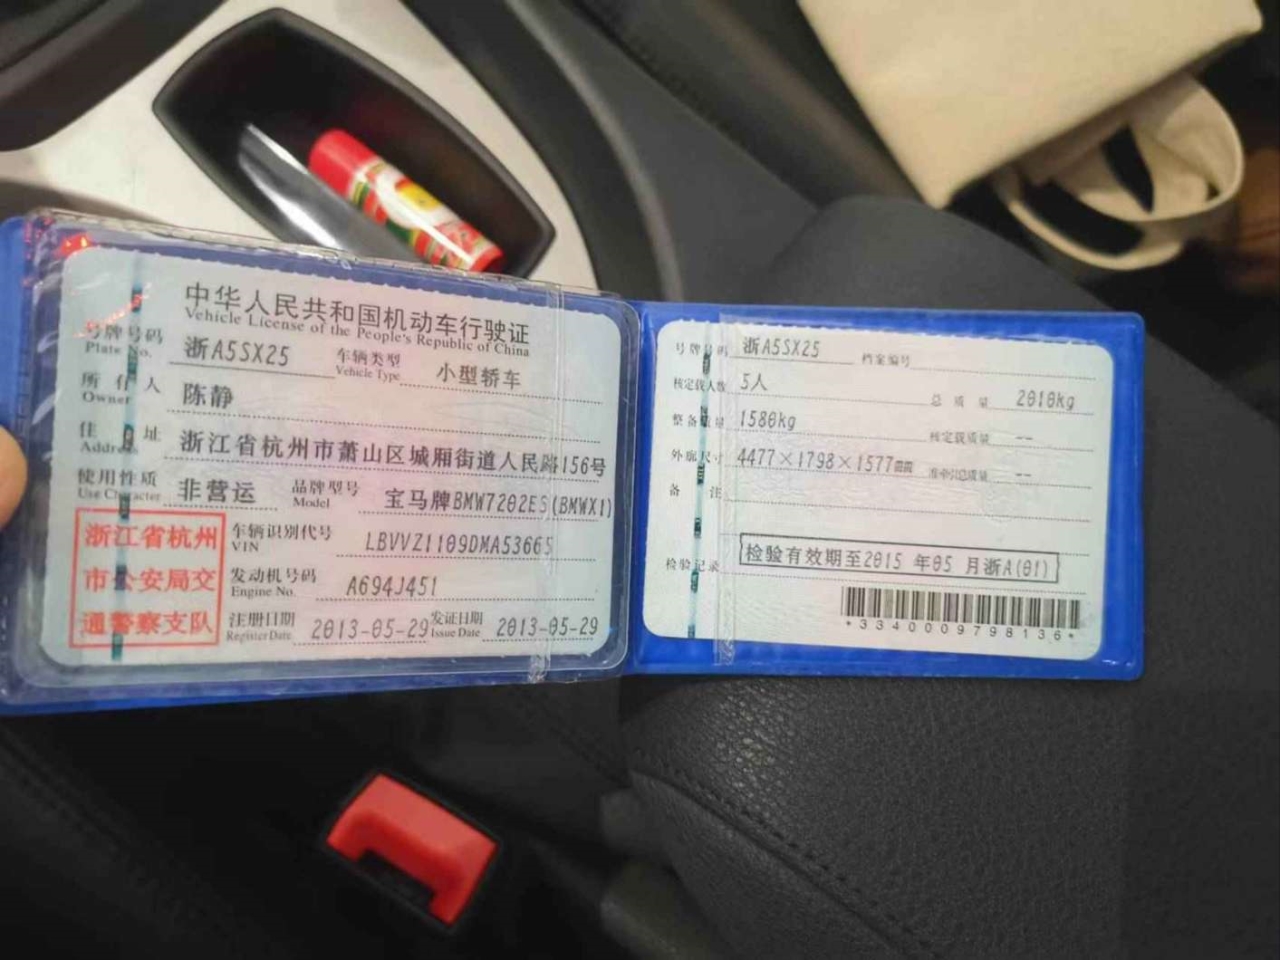 中华人民共和国机动车行驶证
Vehicle License of the People's Republic of China
号牌号码 浙A5SX25 车辆类型 小型轿车
Plate No. Vehicle Type
所有人 陈静
Owner
住址 浙江省杭州市萧山区城厢街道人民路156号
Address
使用性质 非营运 品牌型号 宝马牌BMW7202ES(BMWX1)
Use Character Model
浙江省杭州
市公安局交
通警察支队
车辆识别代号 LBVVZ1109DMA53665
VIN
发动机号码 A694J451
Engine No.
注册日期 2013-05-29 发证日期 2013-05-29
Register Date Issue Date
号牌号码 浙A5SX25 档案编号
核定载人数 5人 总质量 2010kg
整备质量 1580kg 核定载质量 --
外廓尺寸 4477×1798×1577 准牵引总质量 --
备注
检验记录 检验有效期至2015 年05 月浙A(01)
*3340009798136*